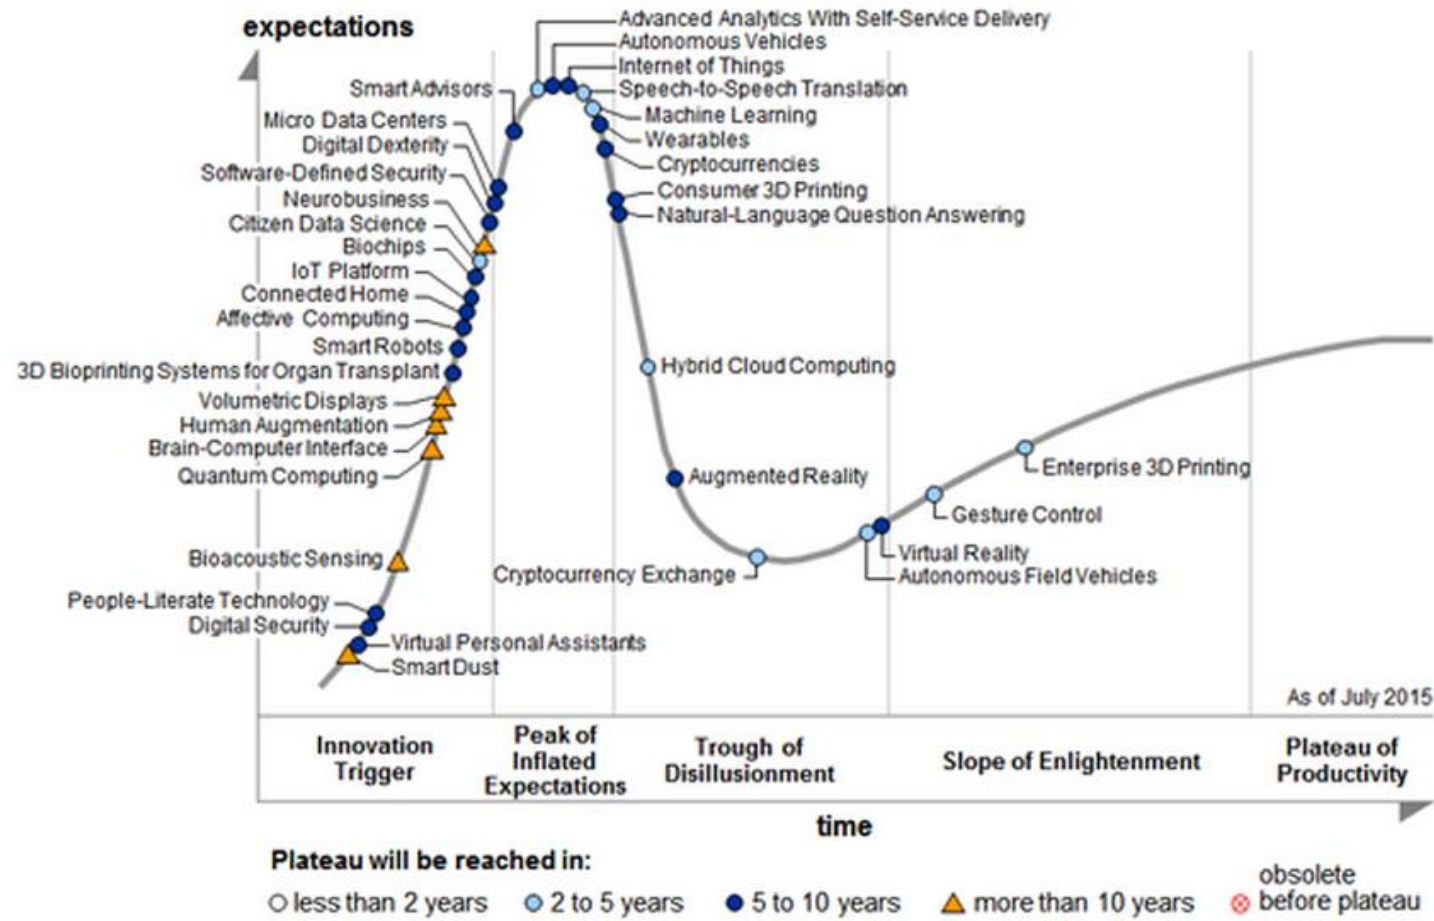 expectations
Advanced Analytics With Self-Service Delivery
Autonomous Vehicles
Internet of Things
Speech-to-Speech Translation
Machine Learning
Wearables
Cryptocurrencies
Consumer 3D Printing
Natural-Language Question Answering
Smart Advisors
Micro Data Centers
Digital Dexterity
Software-Defined Security
Neurobusiness
Citizen Data Science
Biochips
IoT Platform
Connected Home
Affective Computing
Smart Robots
3D Bioprinting Systems for Organ Transplant
Volumetric Displays
Human Augmentation
Brain-Computer Interface
Quantum Computing
Bioacoustic Sensing
People-Literate Technology
Digital Security
Virtual Personal Assistants
Smart Dust
Hybrid Cloud Computing
Augmented Reality
Cryptocurrency Exchange
Enterprise 3D Printing
Gesture Control
Virtual Reality
Autonomous Field Vehicles
As of July 2015
Innovation
Trigger
Peak of
Inflated
Expectations
Trough of
Disillusionment
Slope of Enlightenment
Plateau of
Productivity
time
Plateau will be reached in:
less than 2 years
2 to 5 years
5 to 10 years
more than 10 years
obsolete
before plateau